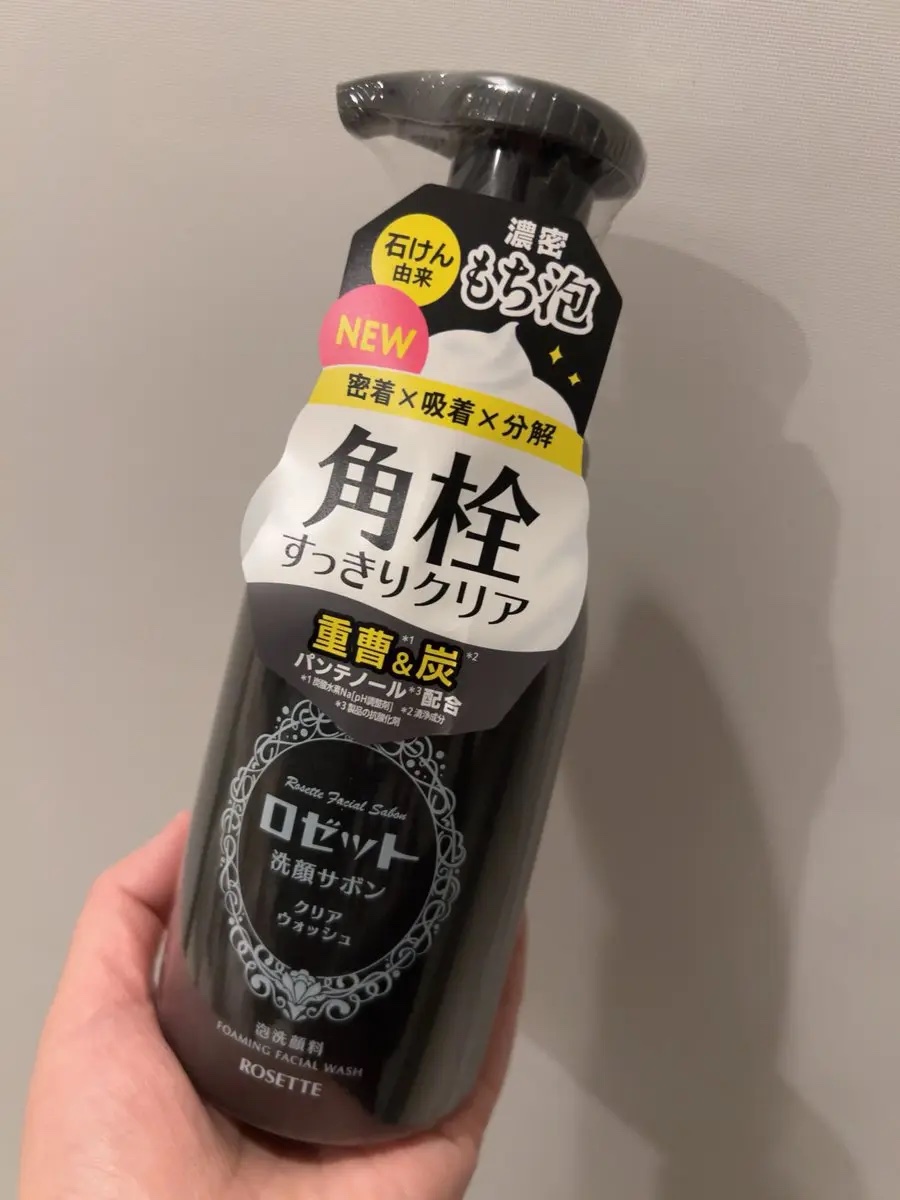 石けん
由来
濃密
もち泡
NEW
密着×吸着×分解
角栓
すっきりクリア
重曹*1&炭*2
パンテノール*3配合
*1 炭酸水素Na[pH調整剤] *2 清浄成分
*3 製品の抗酸化剤
Rosette Facial Sabon
ロゼット
洗顔サボン
クリア
ウォッシュ
泡洗顔料
FOAMING FACIAL WASH
ROSETTE